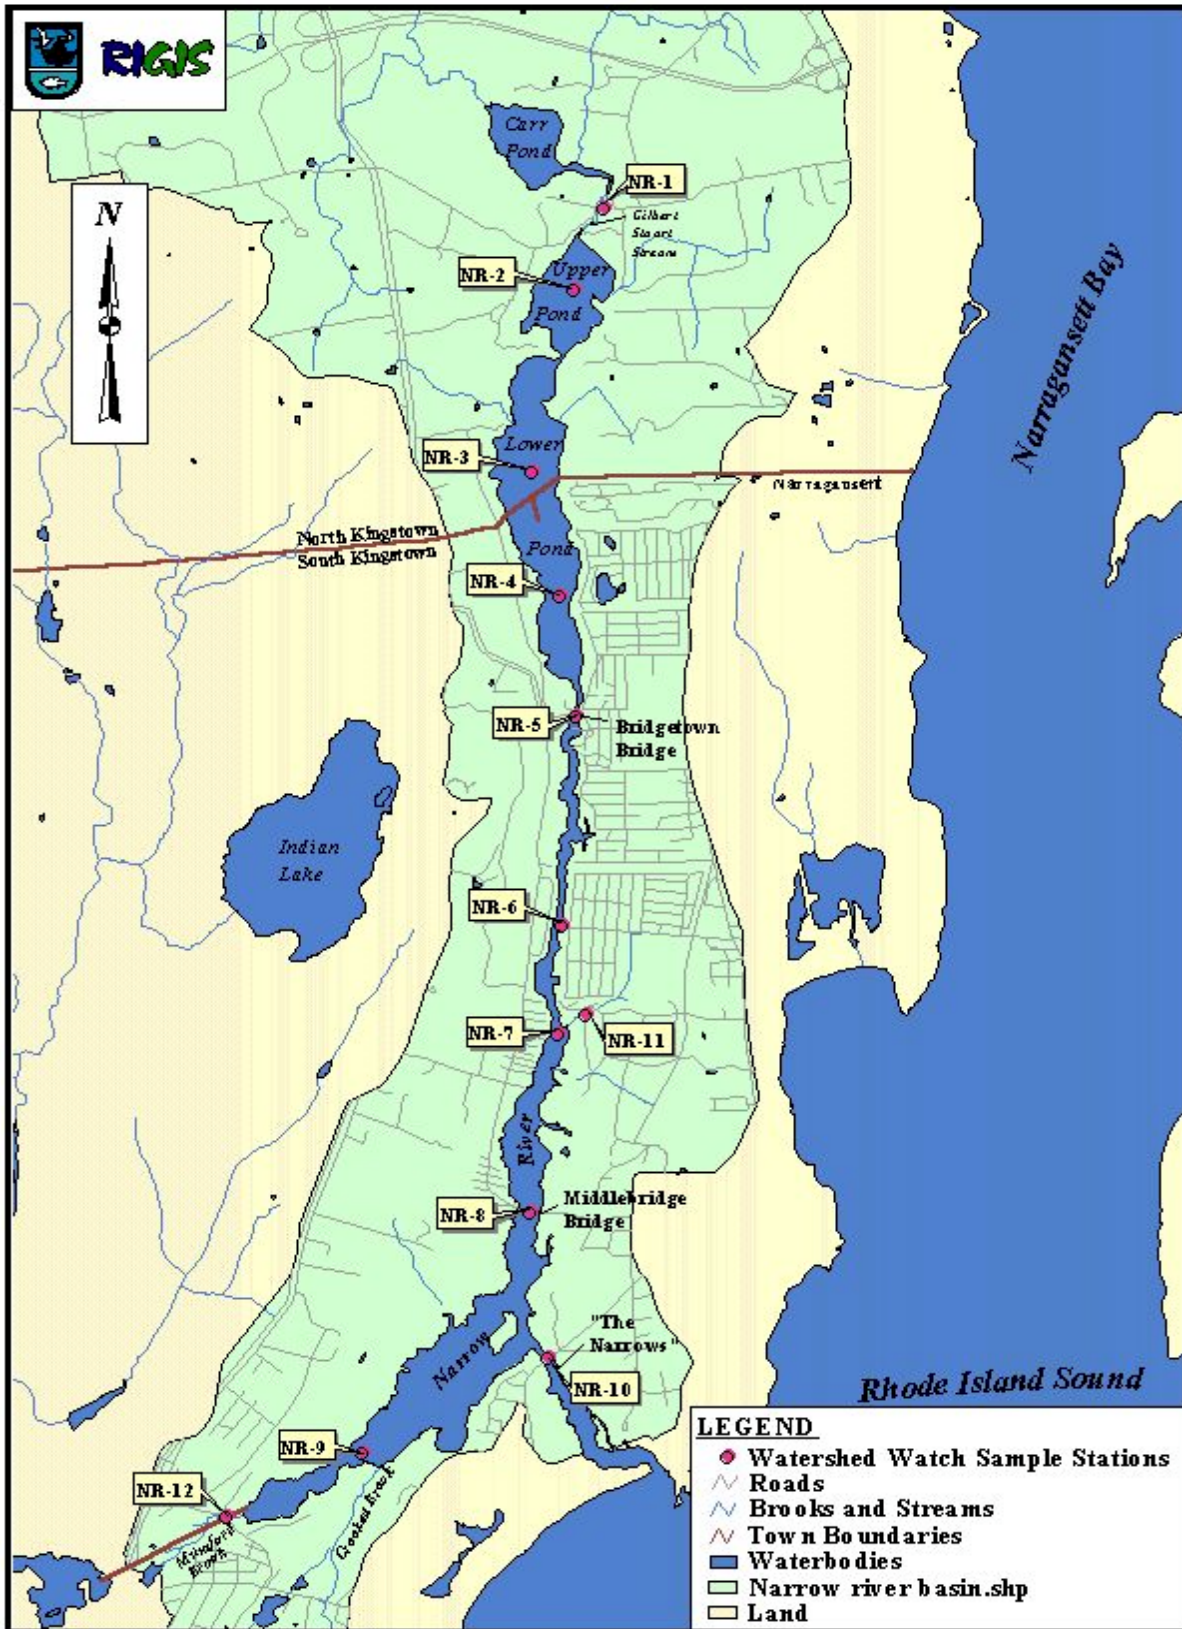 RIGIS
Carr
Pond
NR-1
N
Gilbert
Stuart
Stream
NR-2
Upper
Pond
Narragansett Bay
Lower
NR-3
Narragansett
North Kingstown
South Kingstown
Pond
NR-4
NR-5
Bridgetown
Bridge
Indian
Lake
NR-6
NR-7
NR-11
River
Middlebridge
Bridge
NR-8
"The
Narrows"
Narrow
NR-10
Rhode Island Sound
NR-9
NR-12
Crooked Brook
Mumford
Brook
LEGEND
Watershed Watch Sample Stations
Roads
Brooks and Streams
Town Boundaries
Waterbodies
Narrow river basin.shp
Land